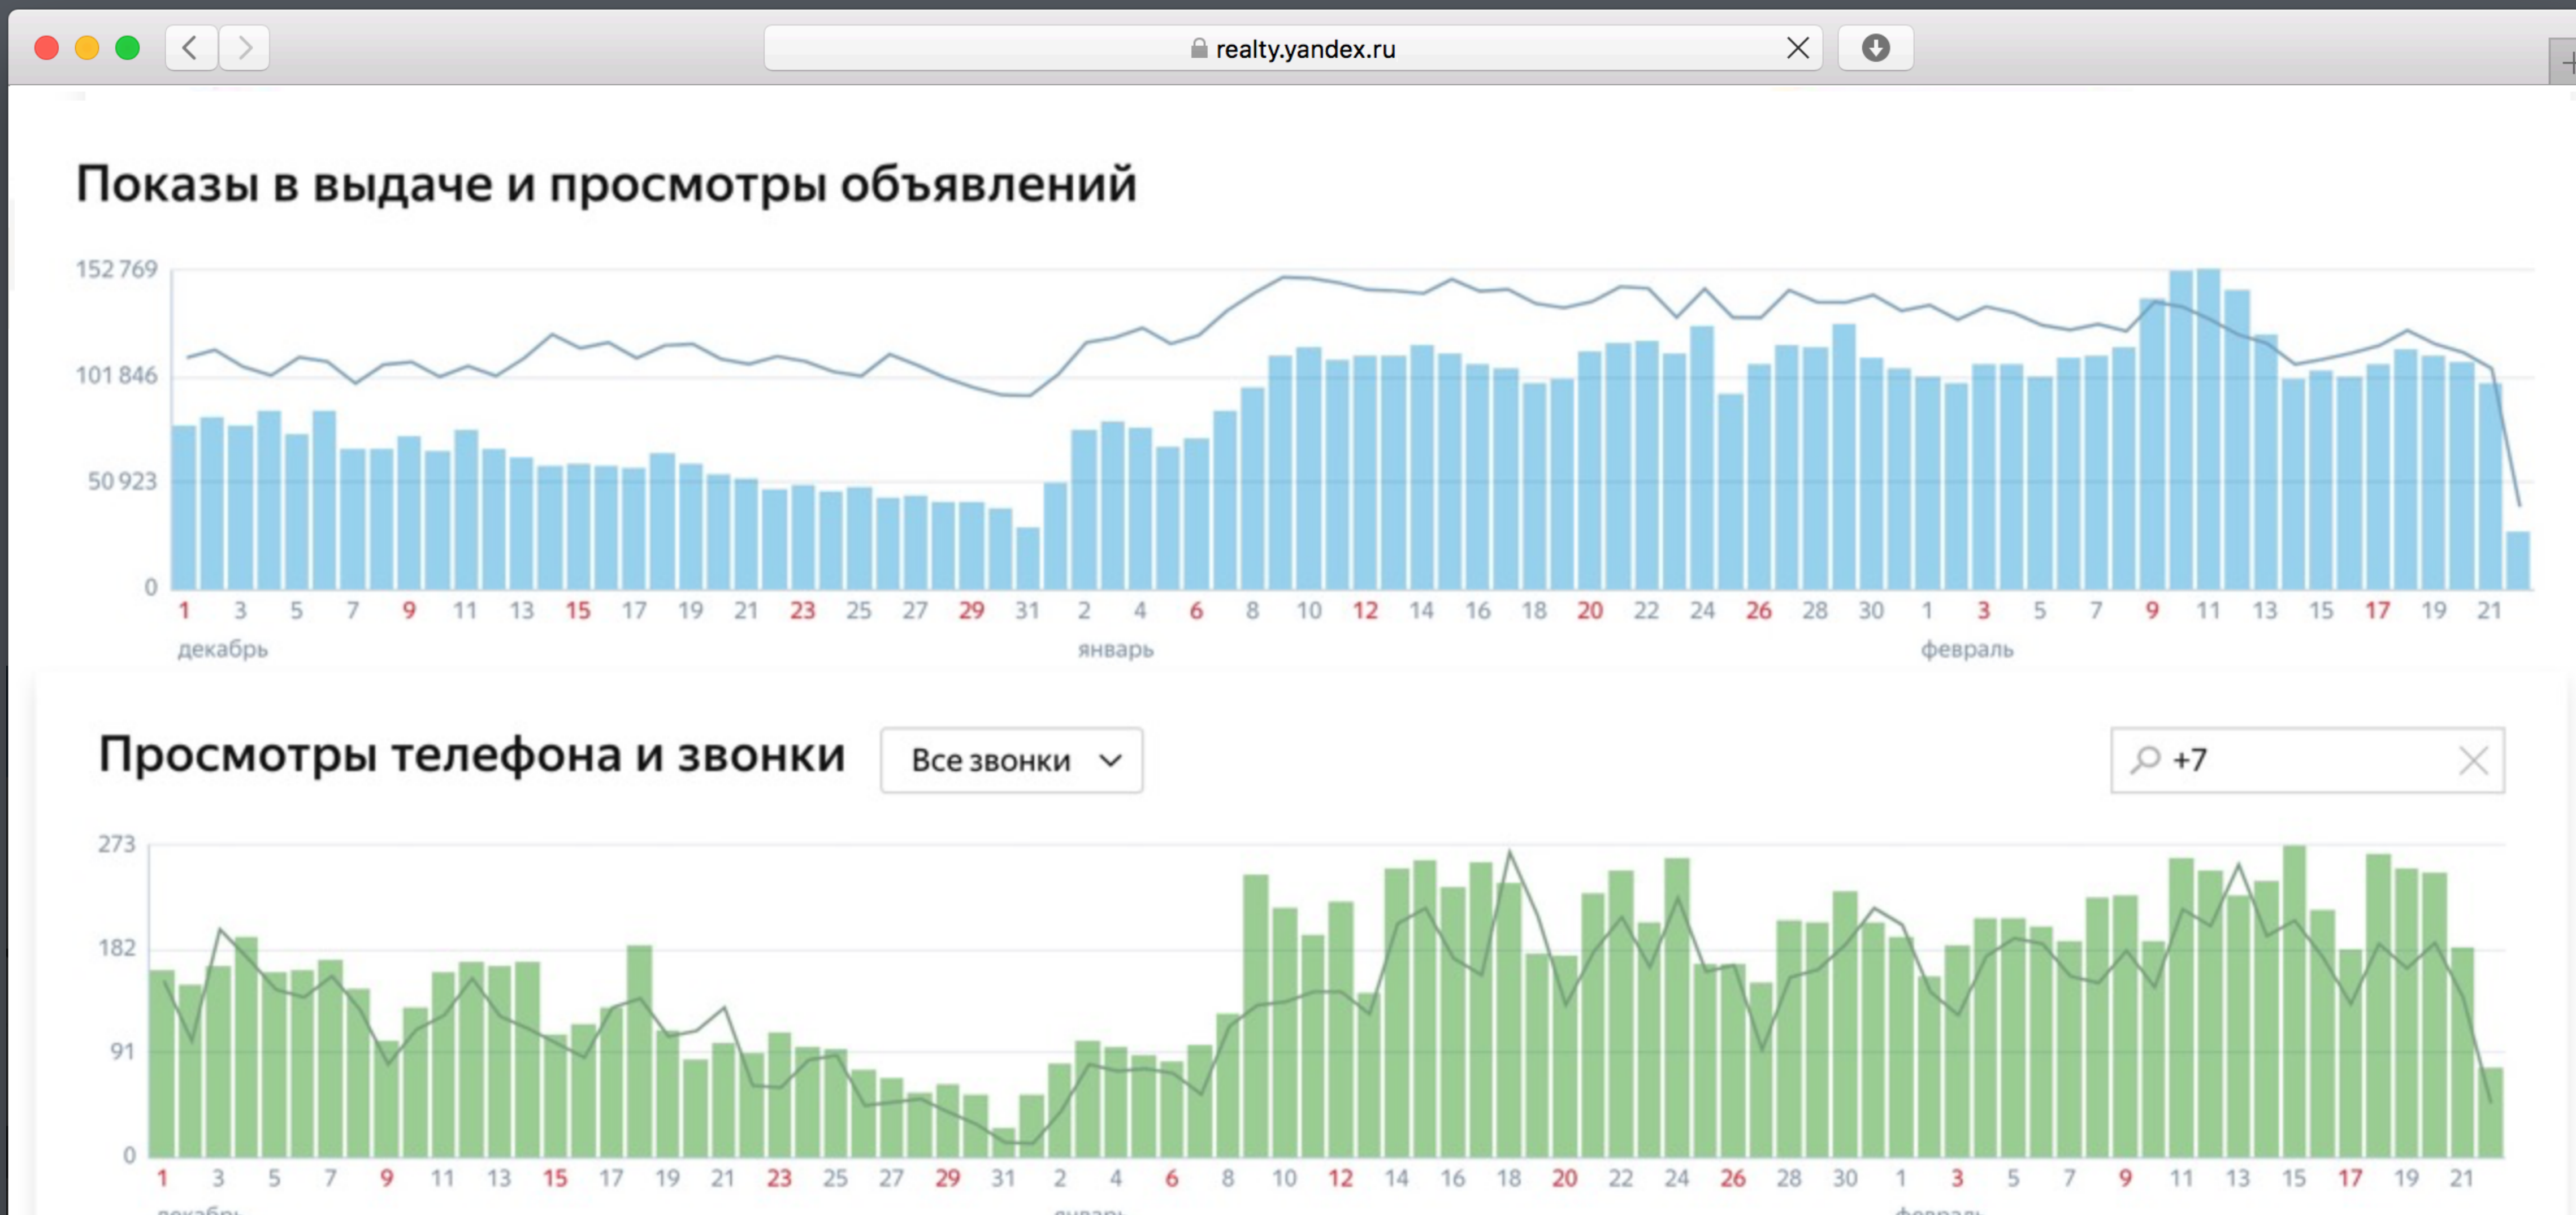 realty.yandex.ru
Показы в выдаче и просмотры объявлений
152 769
101 846
50 923
0
1 3 5 7 9 11 13 15 17 19 21 23 25 27 29 31 2 4 6 8 10 12 14 16 18 20 22 24 26 28 30 1 3 5 7 9 11 13 15 17 19 21
декабрь январь февраль
Просмотры телефона и звонки Все звонки +7
273
182
91
0
1 3 5 7 9 11 13 15 17 19 21 23 25 27 29 31 2 4 6 8 10 12 14 16 18 20 22 24 26 28 30 1 3 5 7 9 11 13 15 17 19 21
декабрь январь февраль